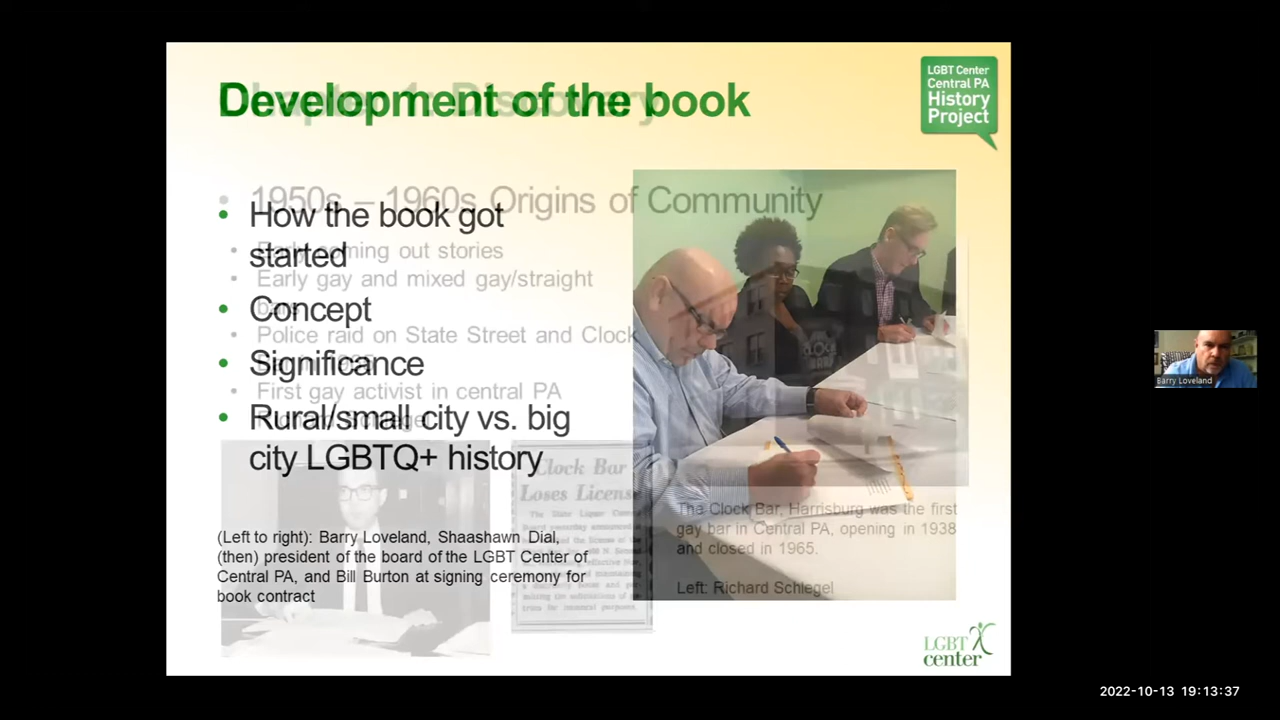 Development of the book
Chapter 1: Discovery
LGBT Center
Central PA
History
Project
1950s – 1960s Origins of Community
How the book got
started
Early coming out stories
Early gay and mixed gay/straight
Concept
Police raid on State Street and Clock
Significance
First gay activist in central PA
Richard Schlegel
Rural/small city vs. big
city LGBTQ+ history
Clock Bar
Loses License
(Left to right): Barry Loveland, Shaashawn Dial,
(then) president of the board of the LGBT Center of
Central PA, and Bill Burton at signing ceremony for
book contract
The Clock Bar, Harrisburg was the first
gay bar in Central PA, opening in 1938
and closed in 1965.
Left: Richard Schlegel
LGBT
center
Barry Loveland
2022-10-13 19:13:37